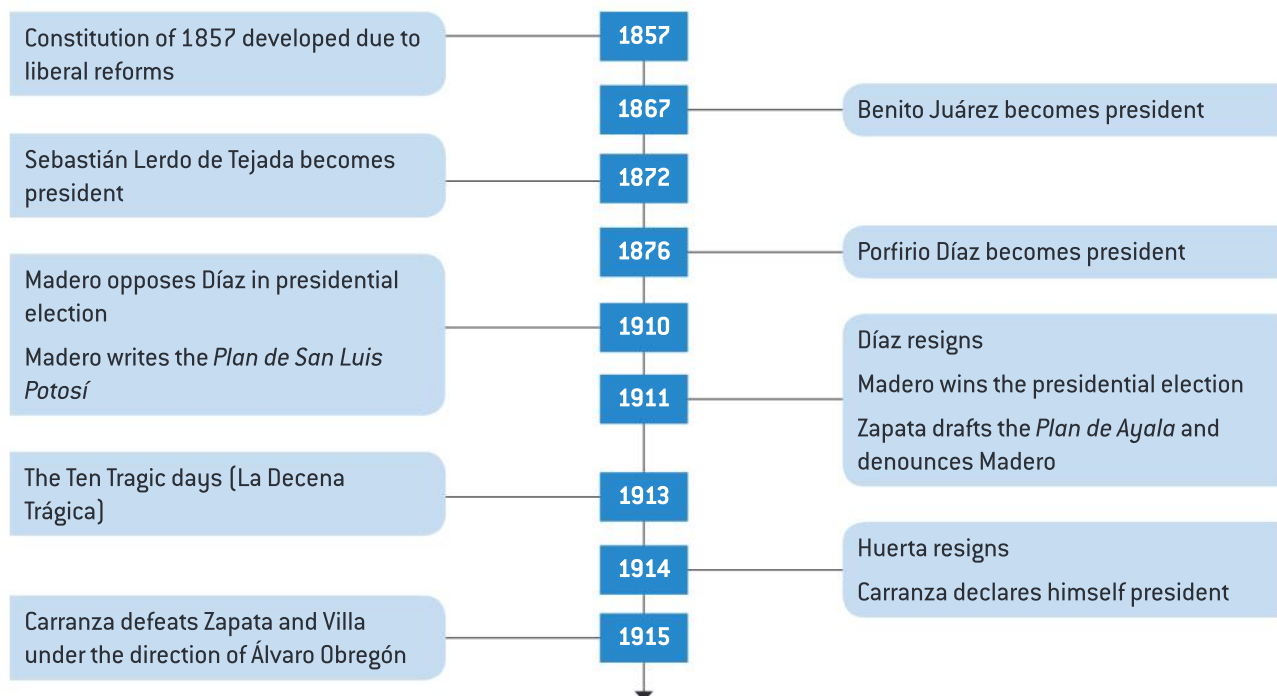 Constitution of 1857 developed due to
liberal reforms
1857
1867
Benito Juárez becomes president
Sebastián Lerdo de Tejada becomes
president
1872
1876
Porfirio Díaz becomes president
Madero opposes Díaz in presidential
election
Madero writes the Plan de San Luis
Potosí
1910
1911
Díaz resigns
Madero wins the presidential election
Zapata drafts the Plan de Ayala and
denounces Madero
The Ten Tragic days (La Decena
Trágica)
1913
1914
Huerta resigns
Carranza declares himself president
Carranza defeats Zapata and Villa
under the direction of Álvaro Obregón
1915